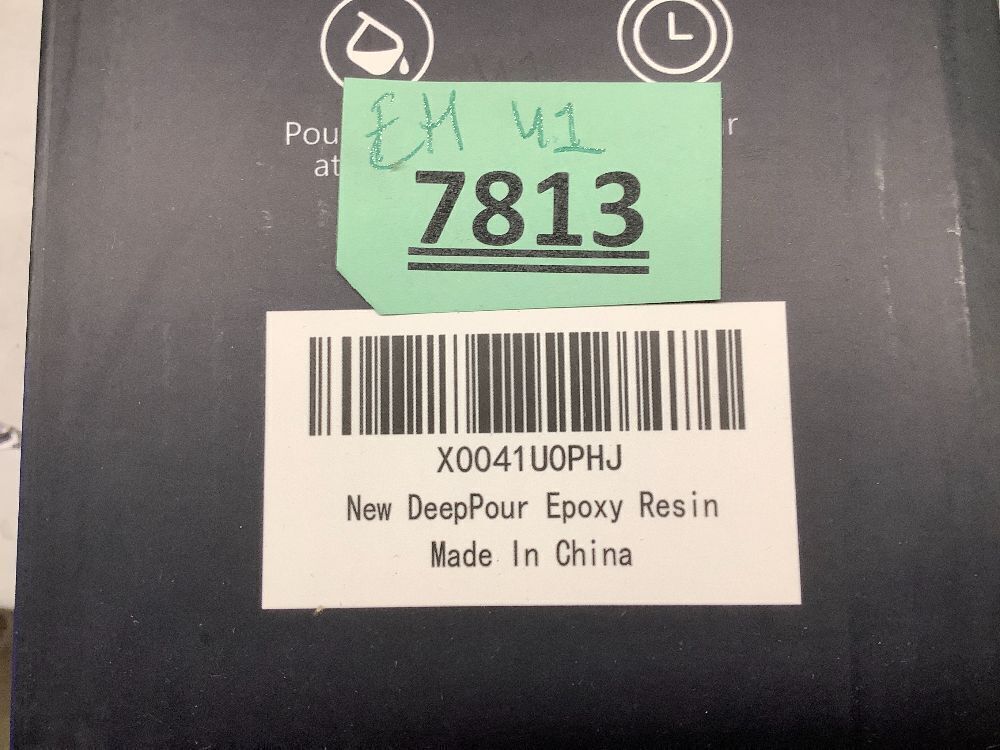 EH 41
Pou
r
at
7813
X0041U0PHJ
New DeepPour Epoxy Resin
Made In China